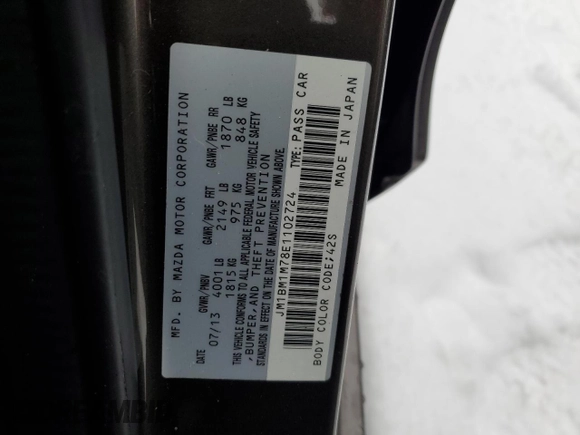 MFD. BY MAZDA MOTOR CORPORATION
DATE GVWR/PNBV GAWR/PNBE FRT GAWR/PNBE RR
07/13 4001 LB 2149 LB 1870 LB
1815 KG 975 KG 848 KG
THIS VEHICLE CONFORMS TO ALL APPLICABLE FEDERAL MOTOR VEHICLE SAFETY
, BUMPER, AND THEFT PREVENTION
STANDARDS IN EFFECT ON THE DATE OF MANUFACTURE SHOWN ABOVE.
JM1BM1M78E1102724 TYPE: PASS CAR
BODY COLOR CODE;42S MADE IN JAPAN